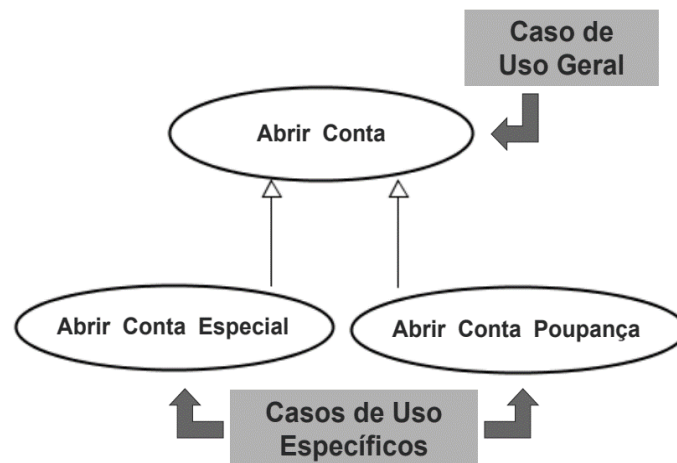 Caso de
Uso Geral
Abrir Conta
Abrir Conta Especial
Abrir Conta Poupança
Casos de Uso
Específicos